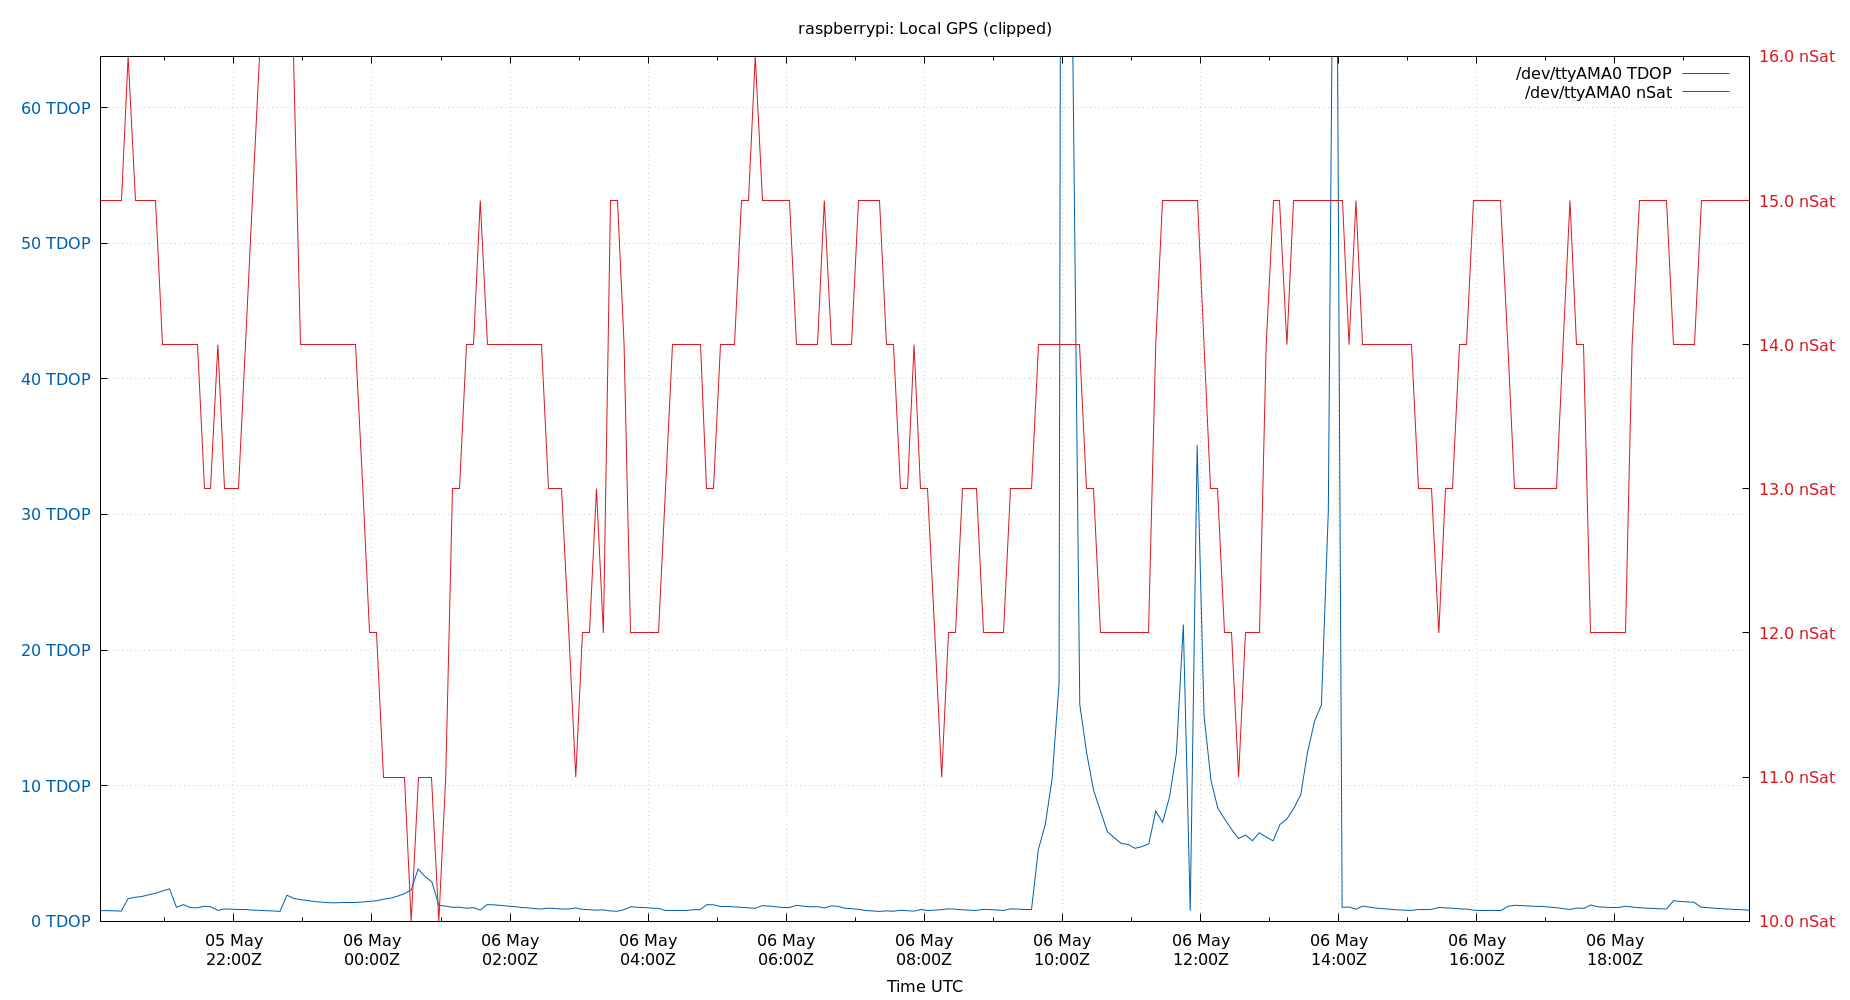 raspberrypi: Local GPS (clipped)
/dev/ttyAMA0 TDOP
/dev/ttyAMA0 nSat
60 TDOP
50 TDOP
40 TDOP
30 TDOP
20 TDOP
10 TDOP
0 TDOP
16.0 nSat
15.0 nSat
14.0 nSat
13.0 nSat
12.0 nSat
11.0 nSat
10.0 nSat
05 May
22:00Z
06 May
00:00Z
06 May
02:00Z
06 May
04:00Z
06 May
06:00Z
06 May
08:00Z
06 May
10:00Z
06 May
12:00Z
06 May
14:00Z
06 May
16:00Z
06 May
18:00Z
Time UTC